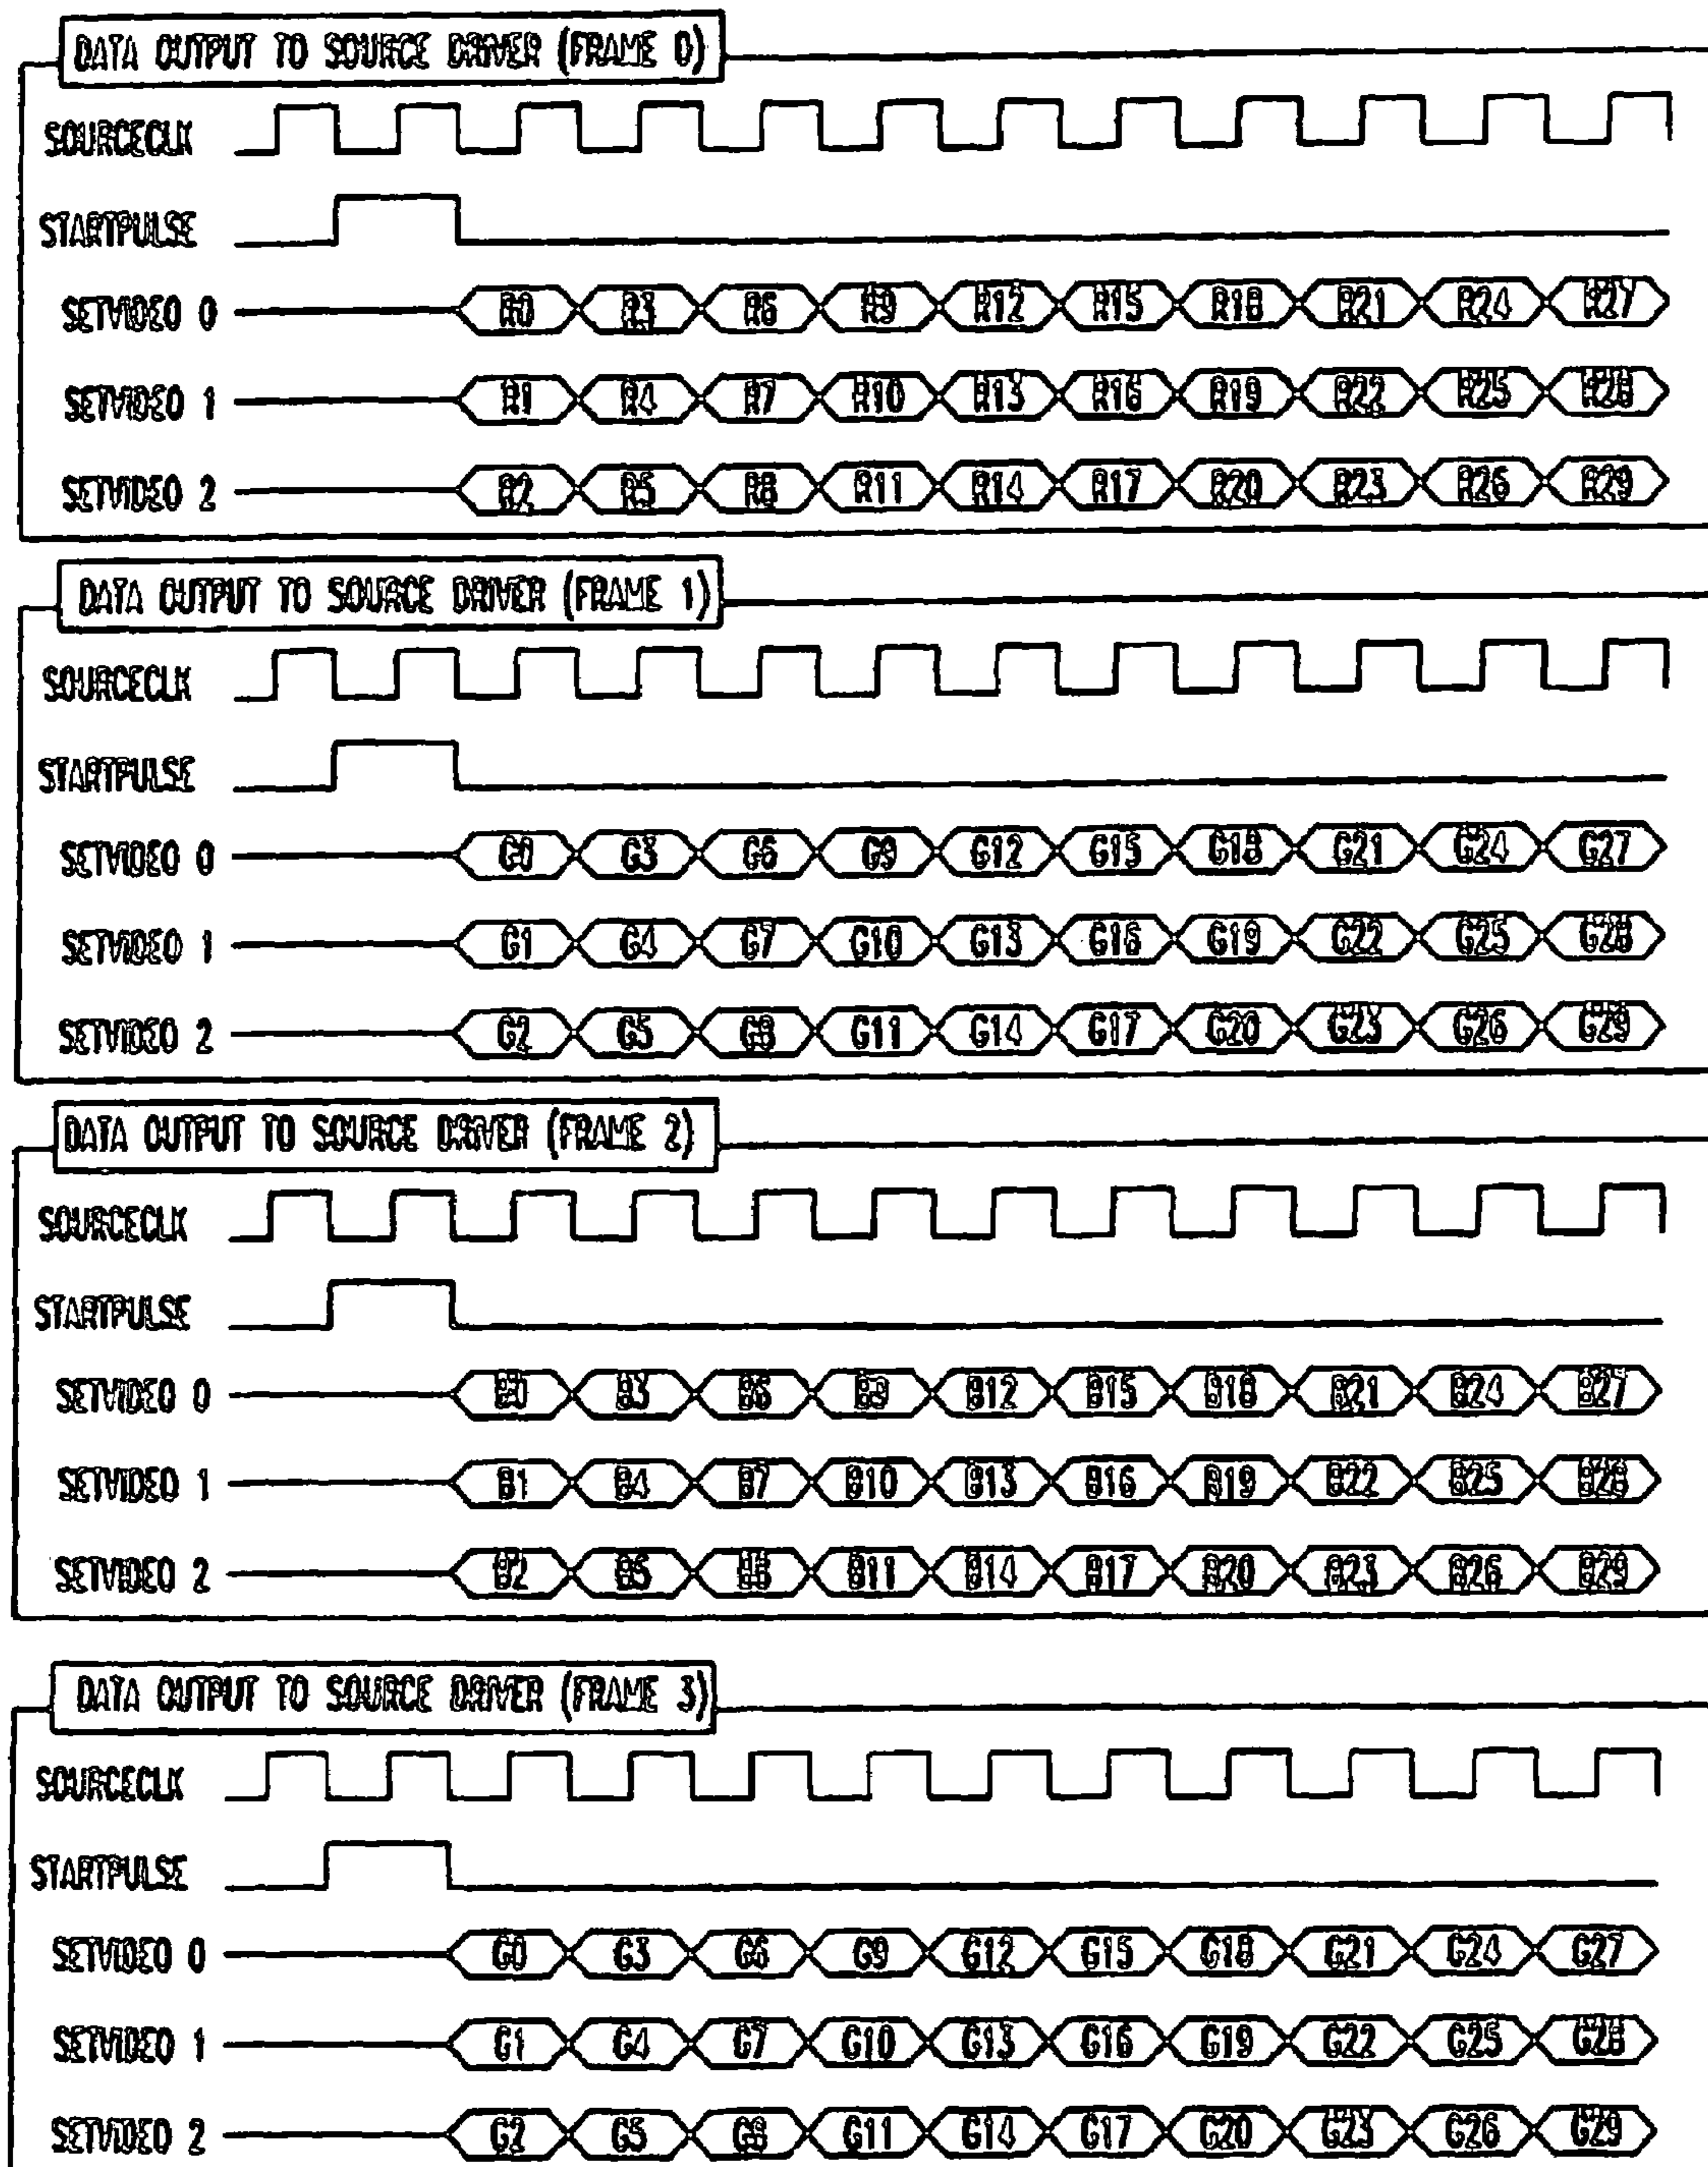 DATA OUTPUT TO SOURCE DRIVER (FRAME 0)
SOURCECLK
STARTPULSE
SETVIDEO 0 R0 R3 R6 R9 R12 R15 R18 R21 R24 R27
SETVIDEO 1 R1 R4 R7 R10 R13 R16 R19 R22 R25 R28
SETVIDEO 2 R2 R5 R8 R11 R14 R17 R20 R23 R26 R29
DATA OUTPUT TO SOURCE DRIVER (FRAME 1)
SOURCECLK
STARTPULSE
SETVIDEO 0 G0 G3 G6 G9 G12 G15 G18 G21 G24 G27
SETVIDEO 1 G1 G4 G7 G10 G13 G16 G19 G22 G25 G28
SETVIDEO 2 G2 G5 G8 G11 G14 G17 G20 G23 G26 G29
DATA OUTPUT TO SOURCE DRIVER (FRAME 2)
SOURCECLK
STARTPULSE
SETVIDEO 0 B0 B3 B6 B9 B12 B15 B18 B21 B24 B27
SETVIDEO 1 B1 B4 B7 B10 B13 B16 B19 B22 B25 B28
SETVIDEO 2 B2 B5 B8 B11 B14 B17 B20 B23 B26 B29
DATA OUTPUT TO SOURCE DRIVER (FRAME 3)
SOURCECLK
STARTPULSE
SETVIDEO 0 G0 G3 G6 G9 G12 G15 G18 G21 G24 G27
SETVIDEO 1 G1 G4 G7 G10 G13 G16 G19 G22 G25 G28
SETVIDEO 2 G2 G5 G8 G11 G14 G17 G20 G23 G26 G29